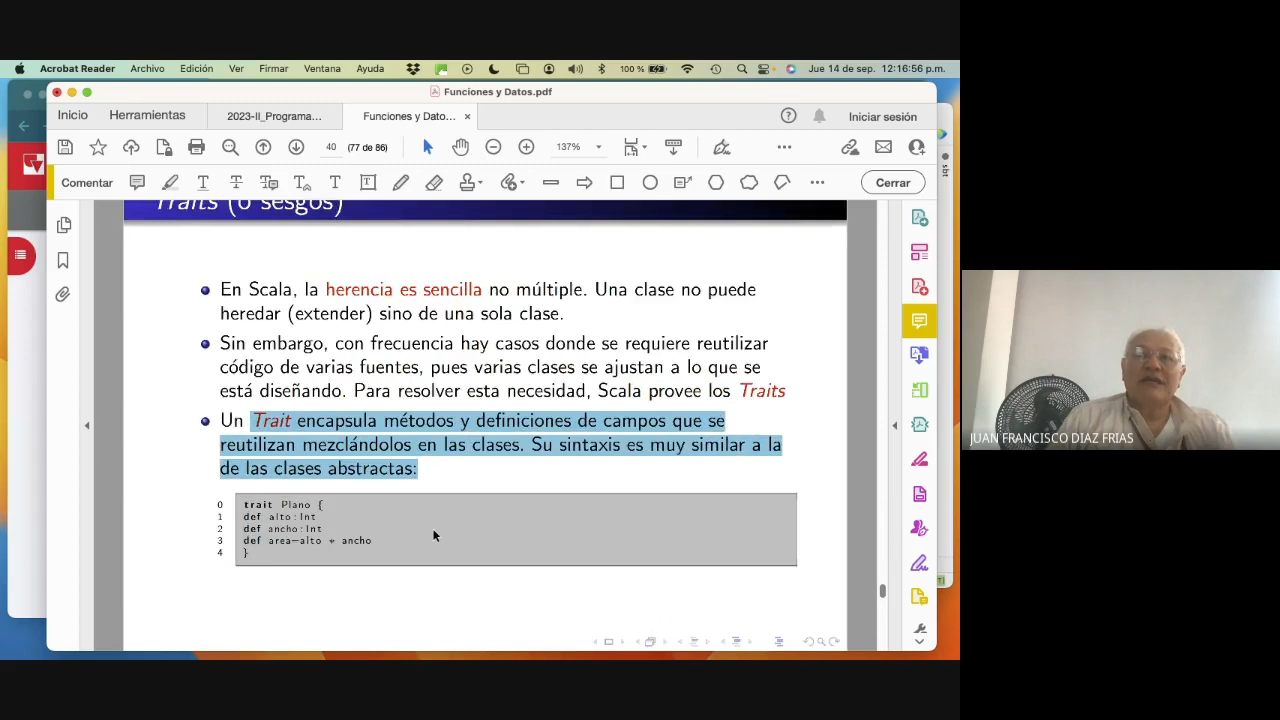 Acrobat Reader Archivo Edición Ver Firmar Ventana Ayuda 100 % Jue 14 de sep. 12:16:56 p.m.
Funciones y Datos.pdf
Inicio Herramientas 2023-II_Programa... Funciones y Dato... × Iniciar sesión
40 (77 de 86) 137%
Comentar Cerrar
Traits (o sesgos)
En Scala, la herencia es sencilla no múltiple. Una clase no puede
heredar (extender) sino de una sola clase.
Sin embargo, con frecuencia hay casos donde se requiere reutilizar
código de varias fuentes, pues varias clases se ajustan a lo que se
está diseñando. Para resolver esta necesidad, Scala provee los Traits
Un Trait encapsula métodos y definiciones de campos que se
reutilizan mezclándolos en las clases. Su sintaxis es muy similar a la
de las clases abstractas:
0 trait Plano {
1 def alto:Int
2 def ancho:Int
3 def area=alto * ancho
4 }
sbt
JUAN FRANCISCO DIAZ FRIAS